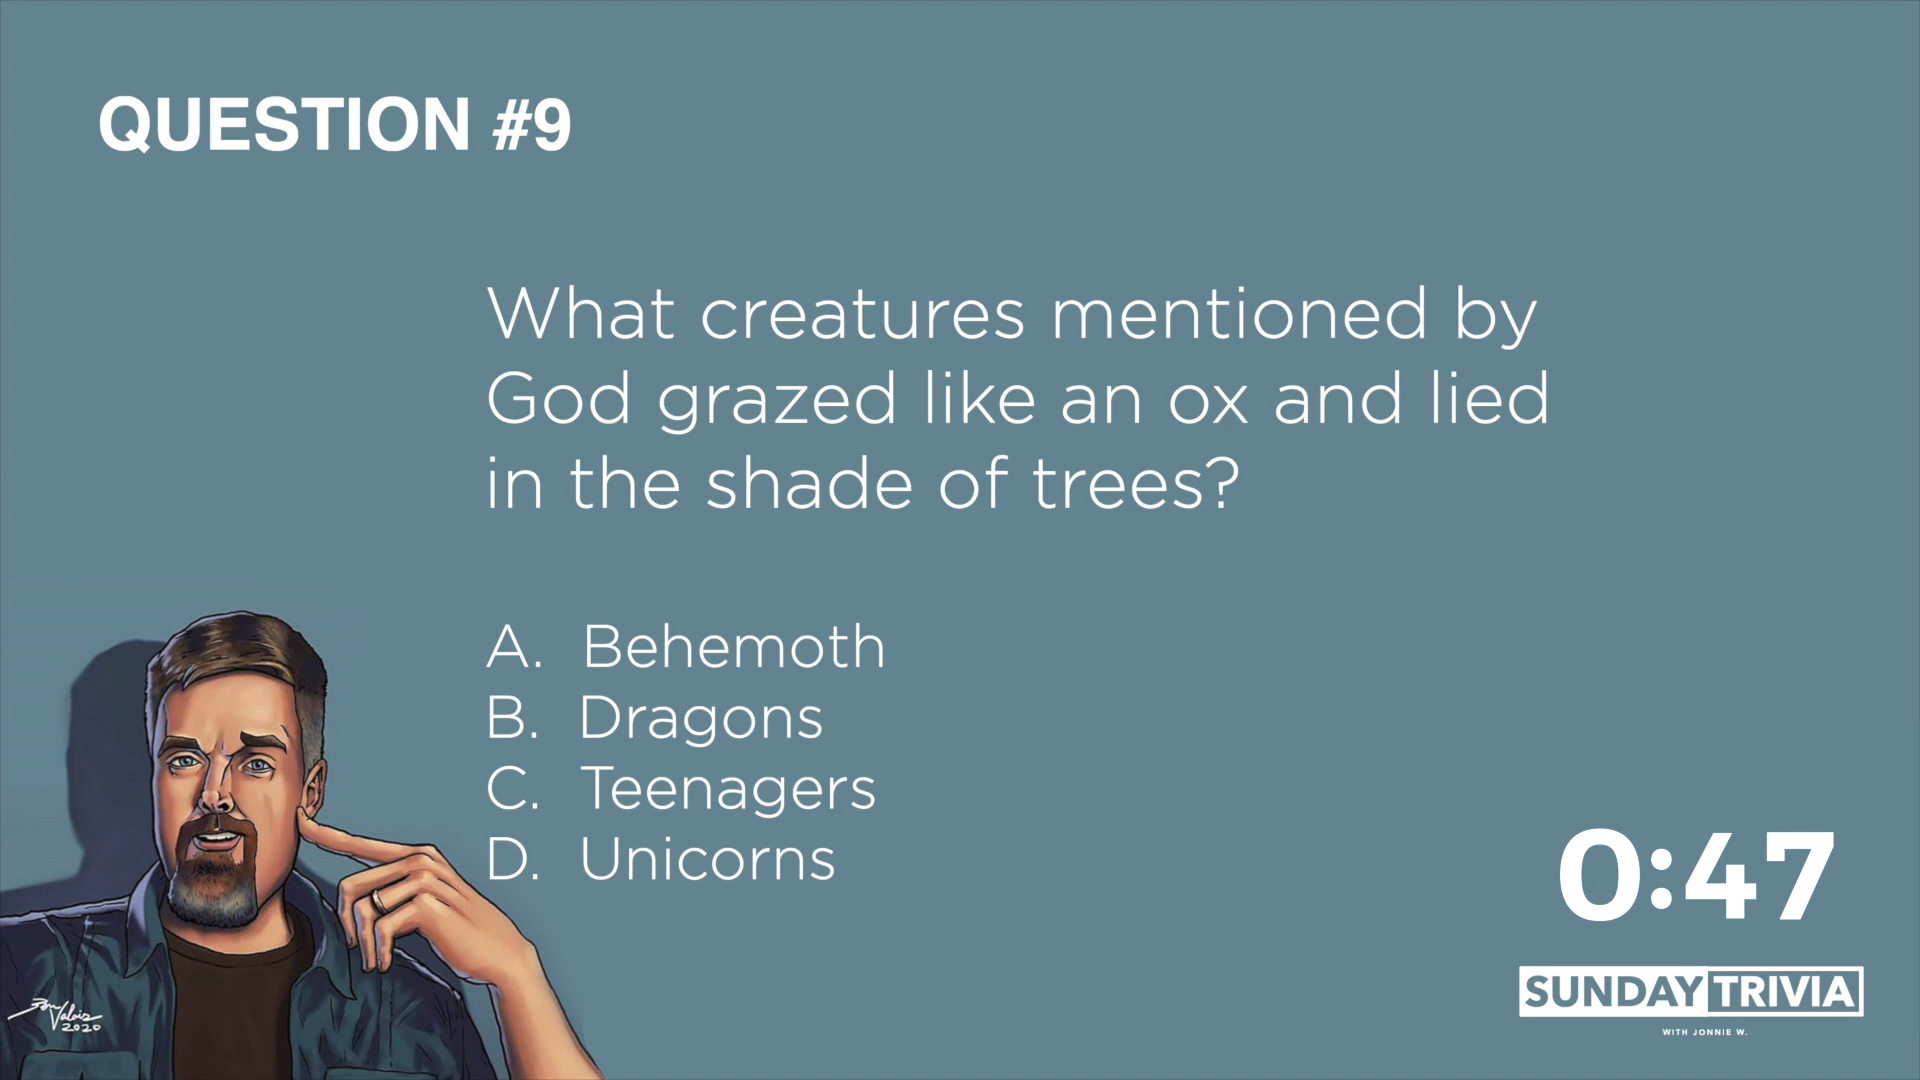 QUESTION #9
What creatures mentioned by
God grazed like an ox and lied
in the shade of trees?
A. Behemoth
B. Dragons
C. Teenagers
D. Unicorns
0:47
SUNDAY TRIVIA
WITH JONNIE W.
Valois
2020